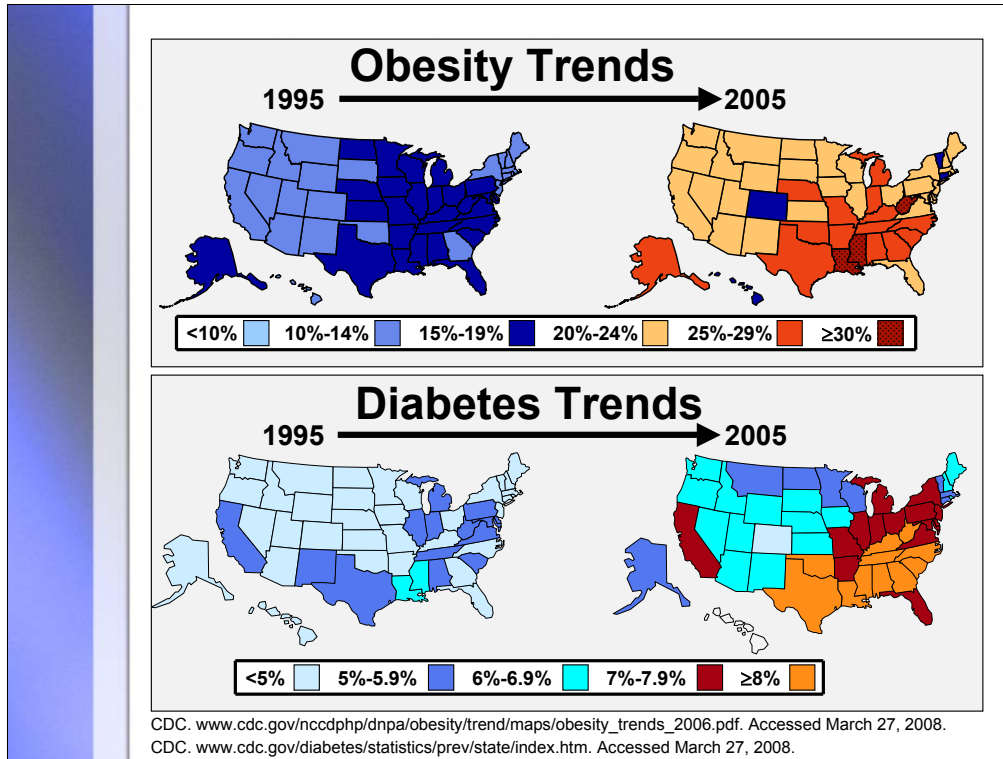 Obesity Trends
1995 2005
<10% 10%-14% 15%-19% 20%-24% 25%-29% ≥30%
Diabetes Trends
1995 2005
<5% 5%-5.9% 6%-6.9% 7%-7.9% ≥8%
CDC. www.cdc.gov/nccdphp/dnpa/obesity/trend/maps/obesity_trends_2006.pdf. Accessed March 27, 2008.
CDC. www.cdc.gov/diabetes/statistics/prev/state/index.htm. Accessed March 27, 2008.